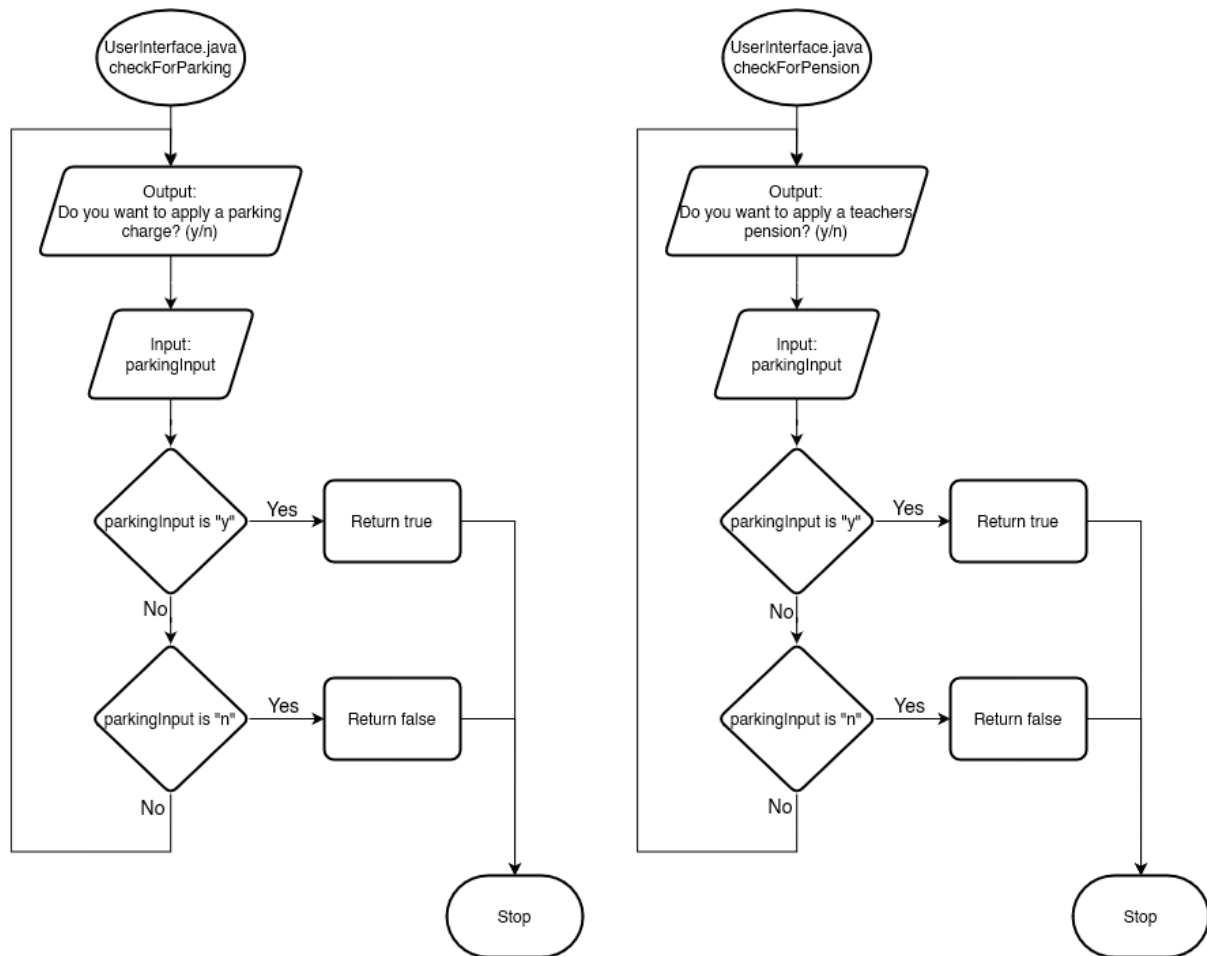 UserInterface.java
checkForParking
Output:
Do you want to apply a parking
charge? (y/n)
Input:
parkingInput
parkingInput is "y"
Yes
Return true
No
parkingInput is "n"
Yes
Return false
No
Stop
UserInterface.java
checkForPension
Output:
Do you want to apply a teachers
pension? (y/n)
Input:
parkingInput
parkingInput is "y"
Yes
Return true
No
parkingInput is "n"
Yes
Return false
No
Stop